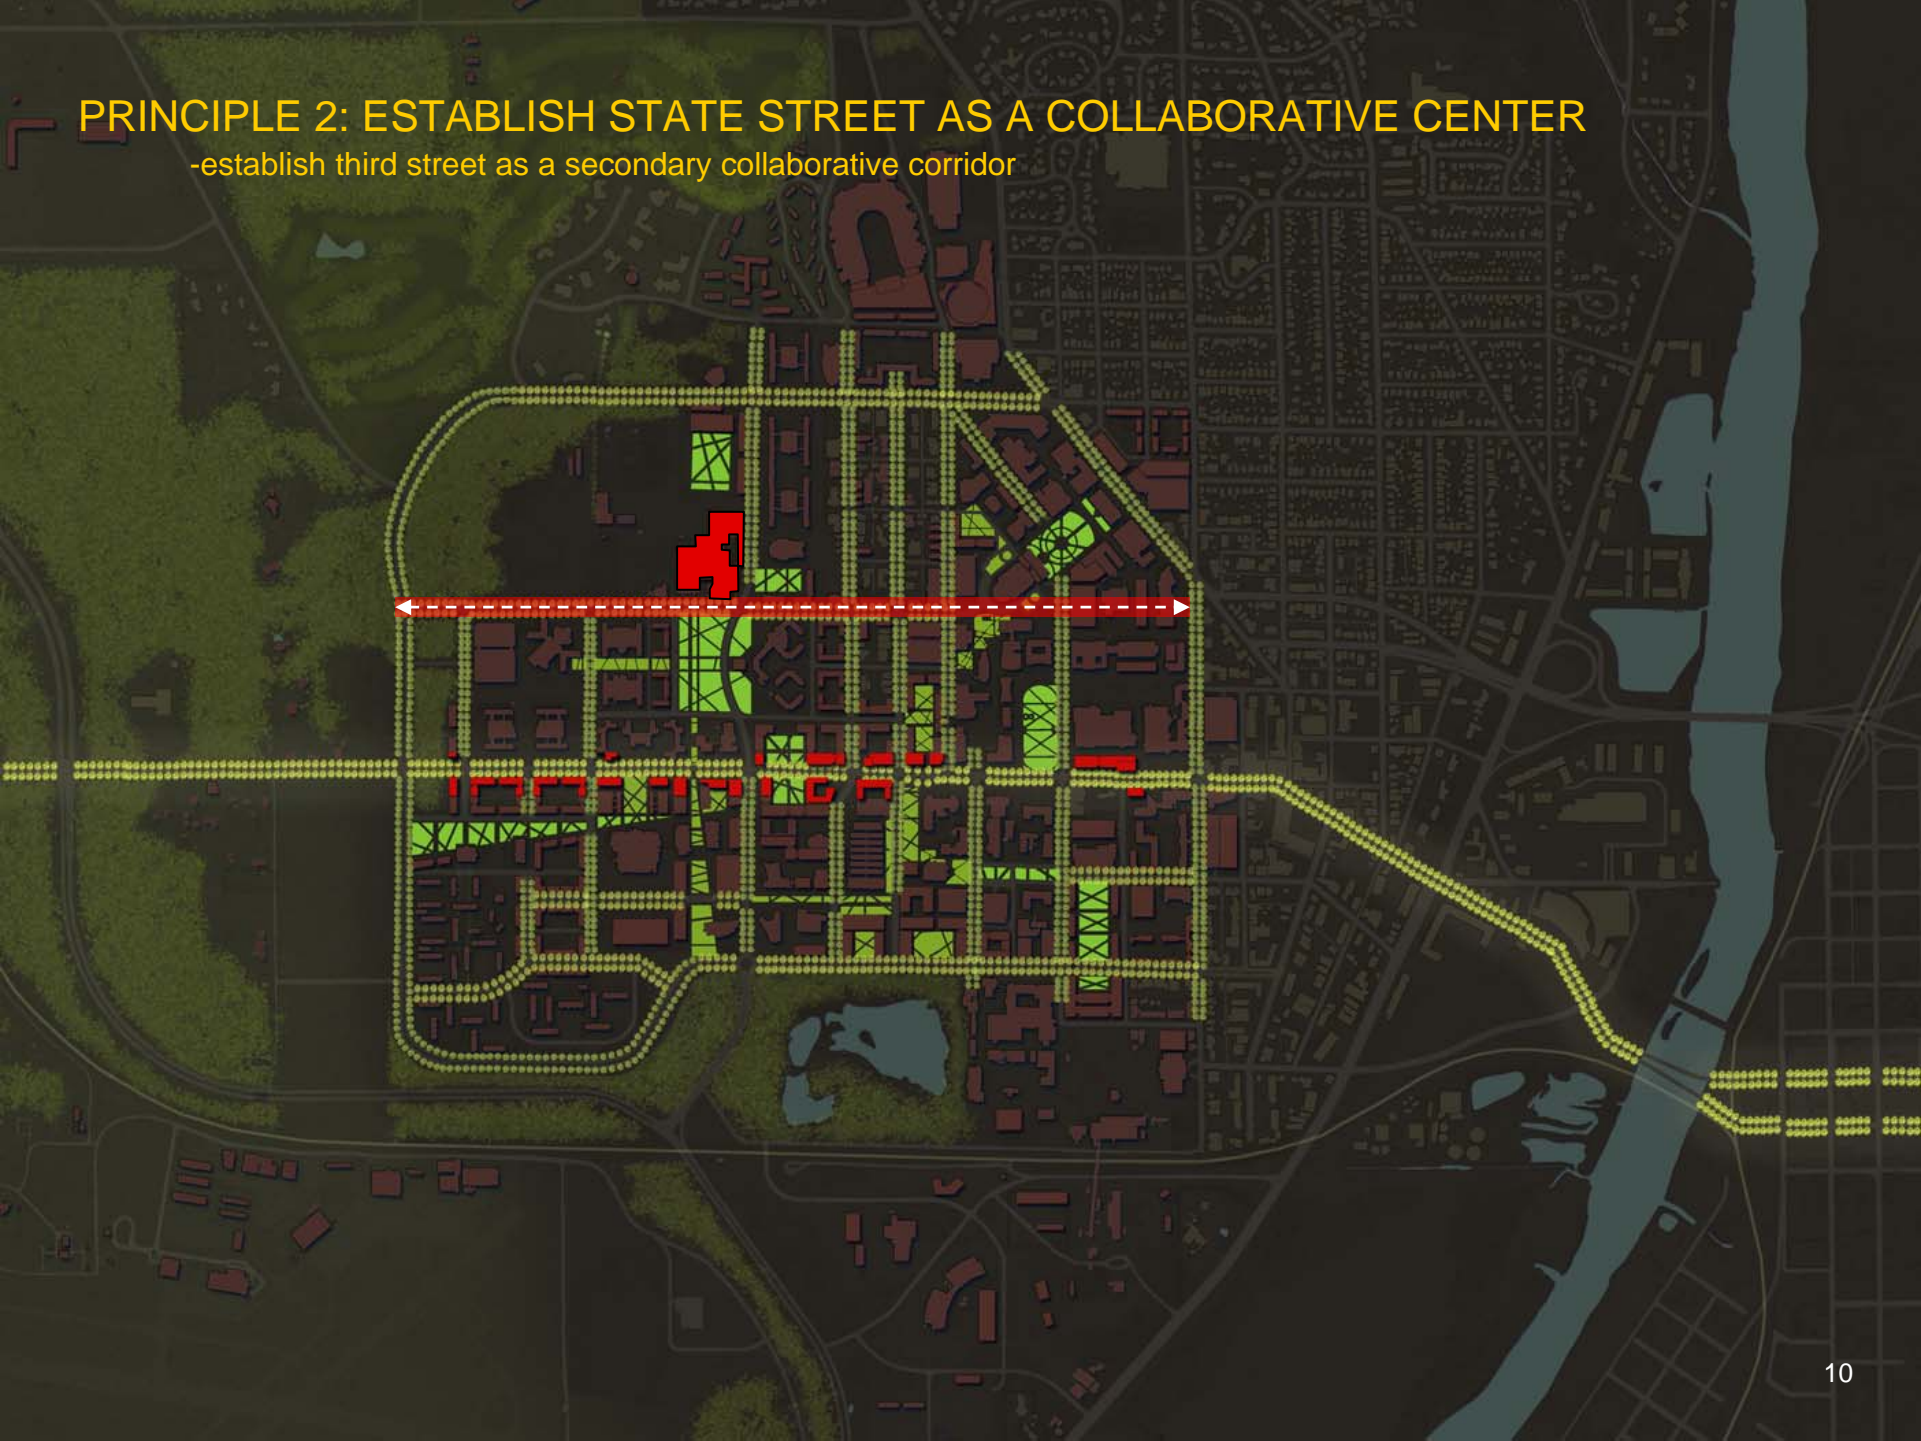 PRINCIPLE 2: ESTABLISH STATE STREET AS A COLLABORATIVE CENTER
-establish third street as a secondary collaborative corridor
10